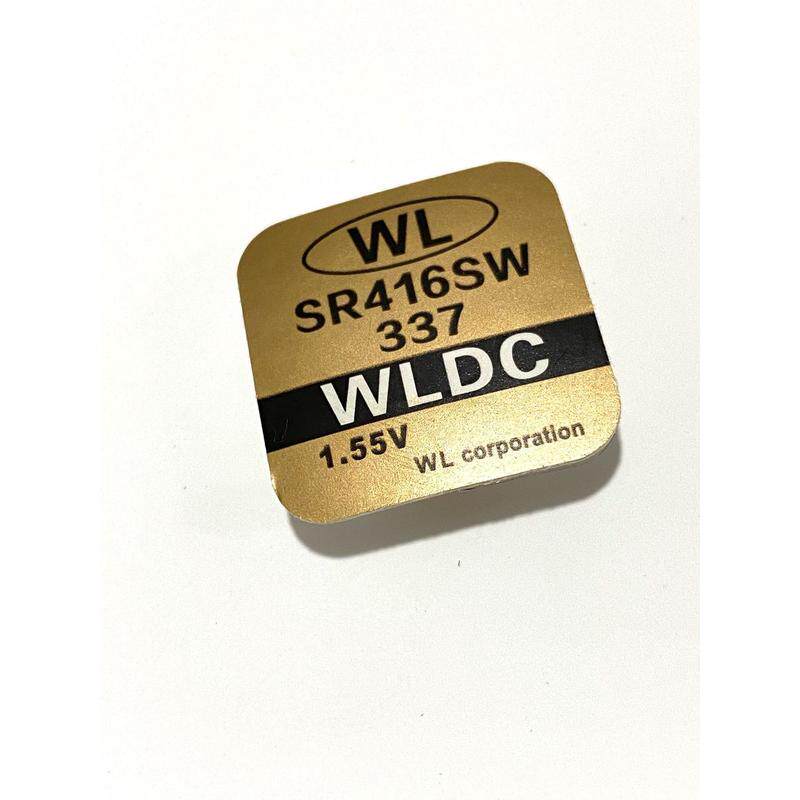 WL
SR416SW
337
WLDC
1.55V
WL corporation